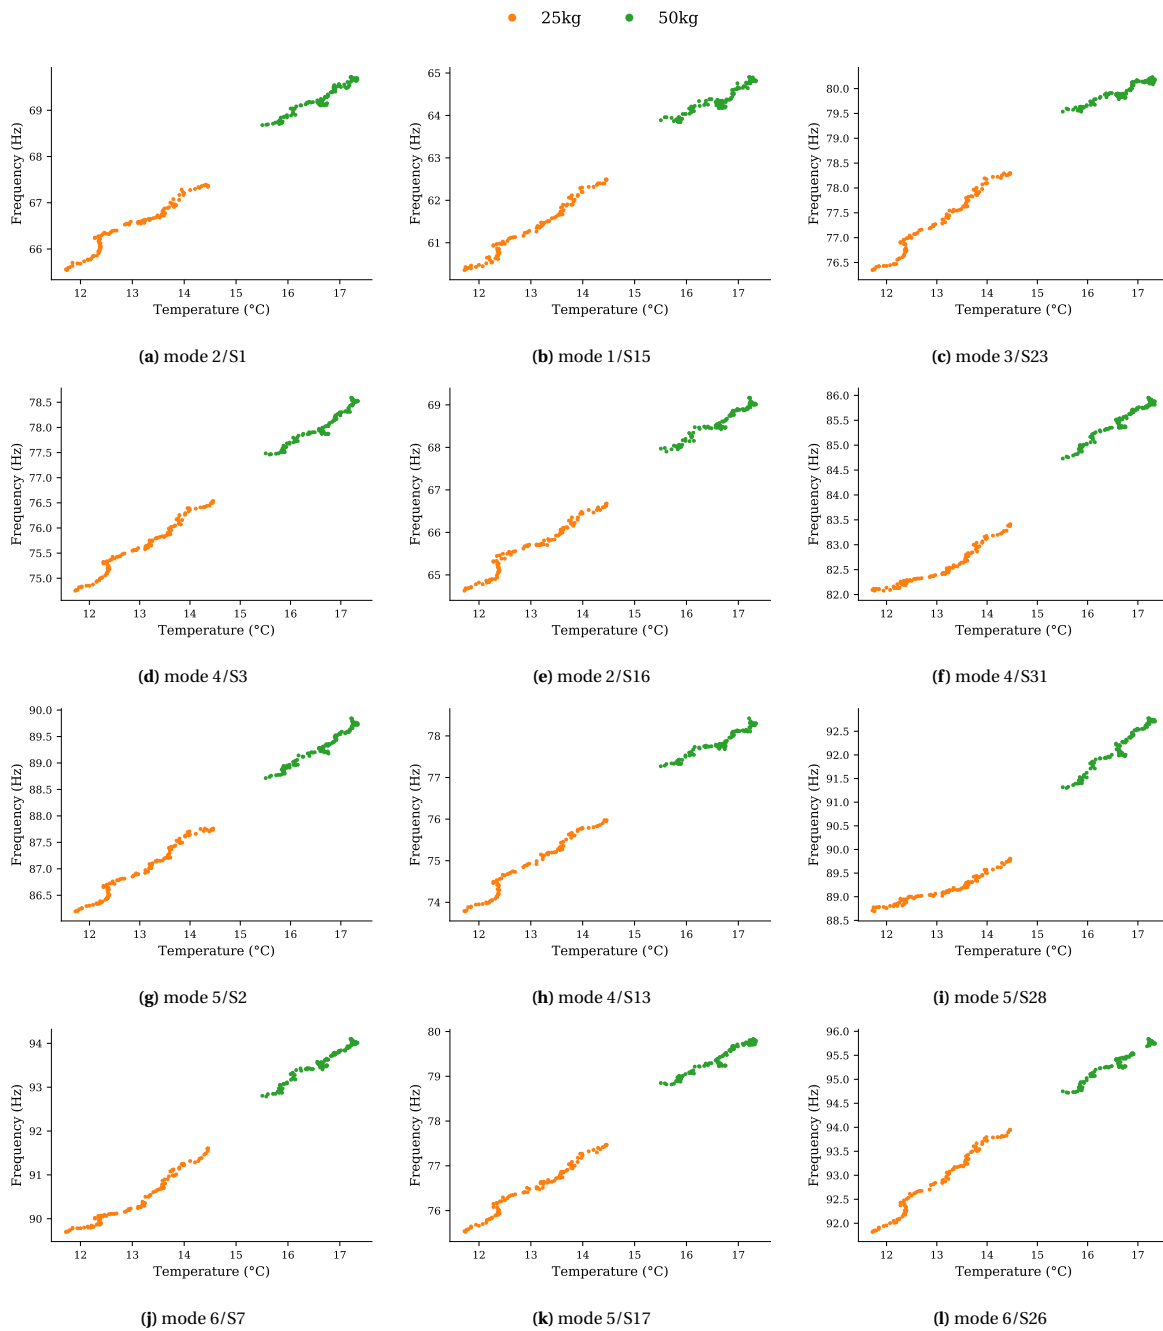 25kg 50kg
69
68
67
66
Frequency (Hz)
12 13 14 15 16 17
Temperature (°C)
(a) mode 2/S1
65
64
63
62
61
Frequency (Hz)
12 13 14 15 16 17
Temperature (°C)
(b) mode 1/S15
80.0
79.5
79.0
78.5
78.0
77.5
77.0
76.5
Frequency (Hz)
12 13 14 15 16 17
Temperature (°C)
(c) mode 3/S23
78.5
78.0
77.5
77.0
76.5
76.0
75.5
75.0
Frequency (Hz)
12 13 14 15 16 17
Temperature (°C)
(d) mode 4/S3
69
68
67
66
65
Frequency (Hz)
12 13 14 15 16 17
Temperature (°C)
(e) mode 2/S16
86.0
85.5
85.0
84.5
84.0
83.5
83.0
82.5
82.0
Frequency (Hz)
12 13 14 15 16 17
Temperature (°C)
(f) mode 4/S31
90.0
89.5
89.0
88.5
88.0
87.5
87.0
86.5
Frequency (Hz)
12 13 14 15 16 17
Temperature (°C)
(g) mode 5/S2
78
77
76
75
74
Frequency (Hz)
12 13 14 15 16 17
Temperature (°C)
(h) mode 4/S13
92.5
92.0
91.5
91.0
90.5
90.0
89.5
89.0
88.5
Frequency (Hz)
12 13 14 15 16 17
Temperature (°C)
(i) mode 5/S28
94
93
92
91
90
Frequency (Hz)
12 13 14 15 16 17
Temperature (°C)
(j) mode 6/S7
80
79
78
77
76
Frequency (Hz)
12 13 14 15 16 17
Temperature (°C)
(k) mode 5/S17
96.0
95.5
95.0
94.5
94.0
93.5
93.0
92.5
92.0
Frequency (Hz)
12 13 14 15 16 17
Temperature (°C)
(l) mode 6/S26